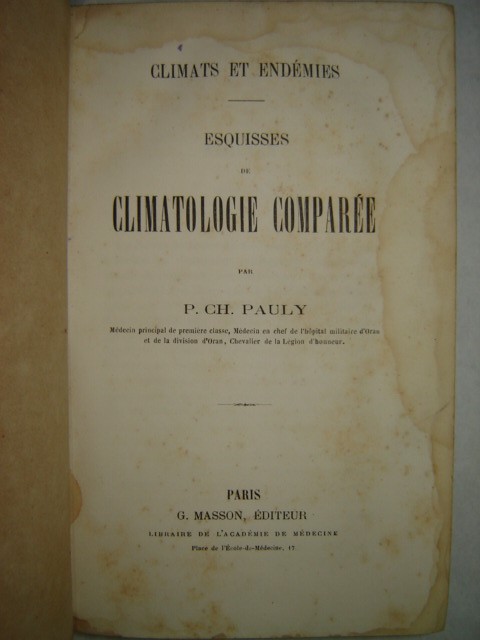 CLIMATS ET ENDÉMIES
ESQUISSES
DE
CLIMATOLOGIE COMPARÉE
PAR
P. CH. PAULY
Médecin principal de première classe, Médecin en chef de l'hôpital militaire d'Oran
et de la division d'Oran, Chevalier de la Légion d'honneur.
PARIS
G. MASSON, ÉDITEUR
LIBRAIRE DE L'ACADÉMIE DE MÉDECINE
Place de l'École-de-Médecine, 17